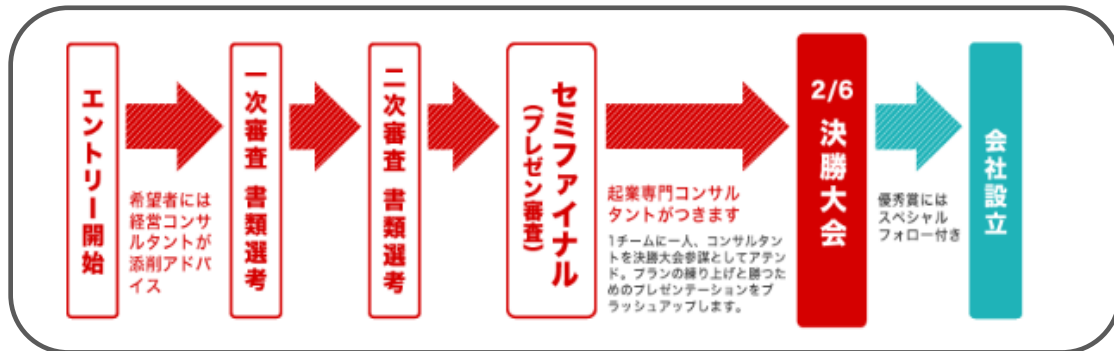 エントリー開始
希望者には
経営コンサ
ルタントが
添削アドバ
イス
一次審査 書類選考
二次審査 書類選考
セミファイナル
(プレゼン審査)
起業専門コンサル
タントがつきます
1チームに一人、コンサルタン
トを決勝大会参謀としてアテン
ド。プランの練り上げと勝つた
めのプレゼンテーションをブ
ラッシュアップします。
2/6
決勝大会
優秀賞には
スペシャル
フォロー付き
会社設立